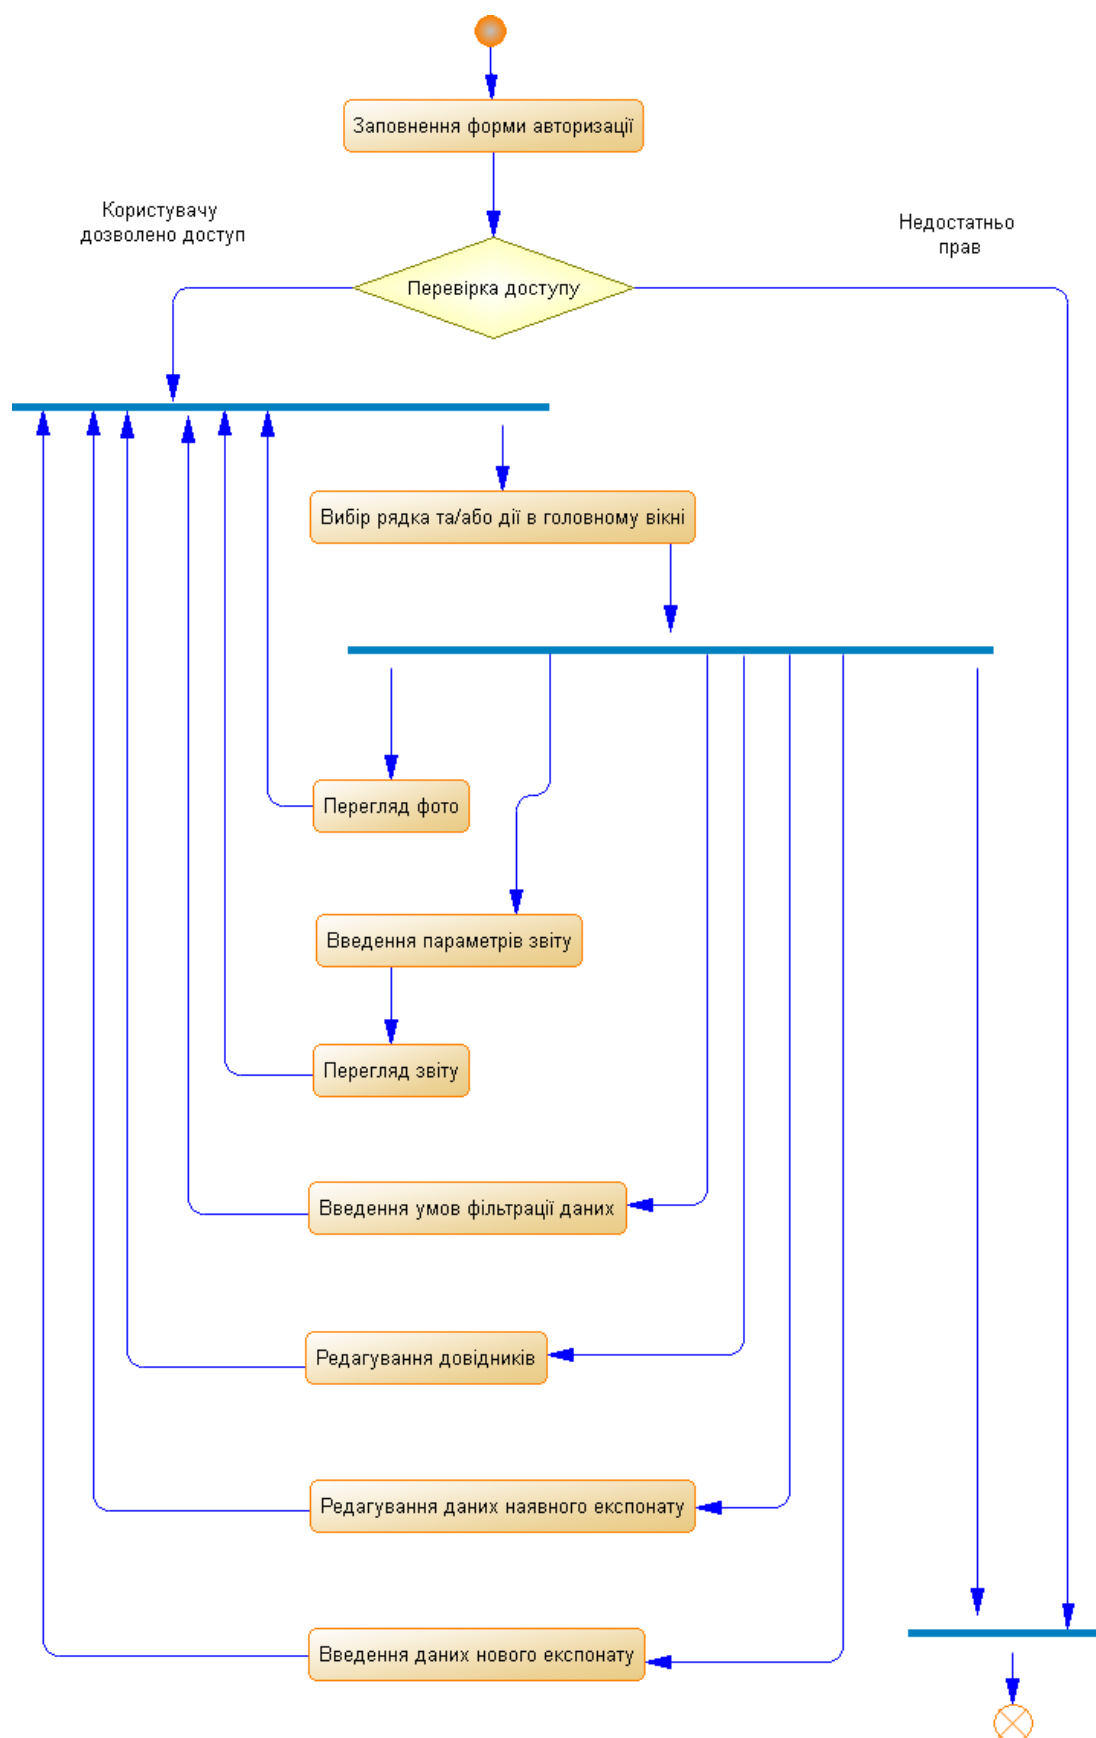 Заповнення форми авторизації
Користувачу
дозволено доступ
Недостатньо
прав
Перевірка доступу
Вибір рядка та/або дії в головному вікні
Перегляд фото
Введення параметрів звіту
Перегляд звіту
Введення умов фільтрації даних
Редагування довідників
Редагування даних наявного експонату
Введення даних нового експонату